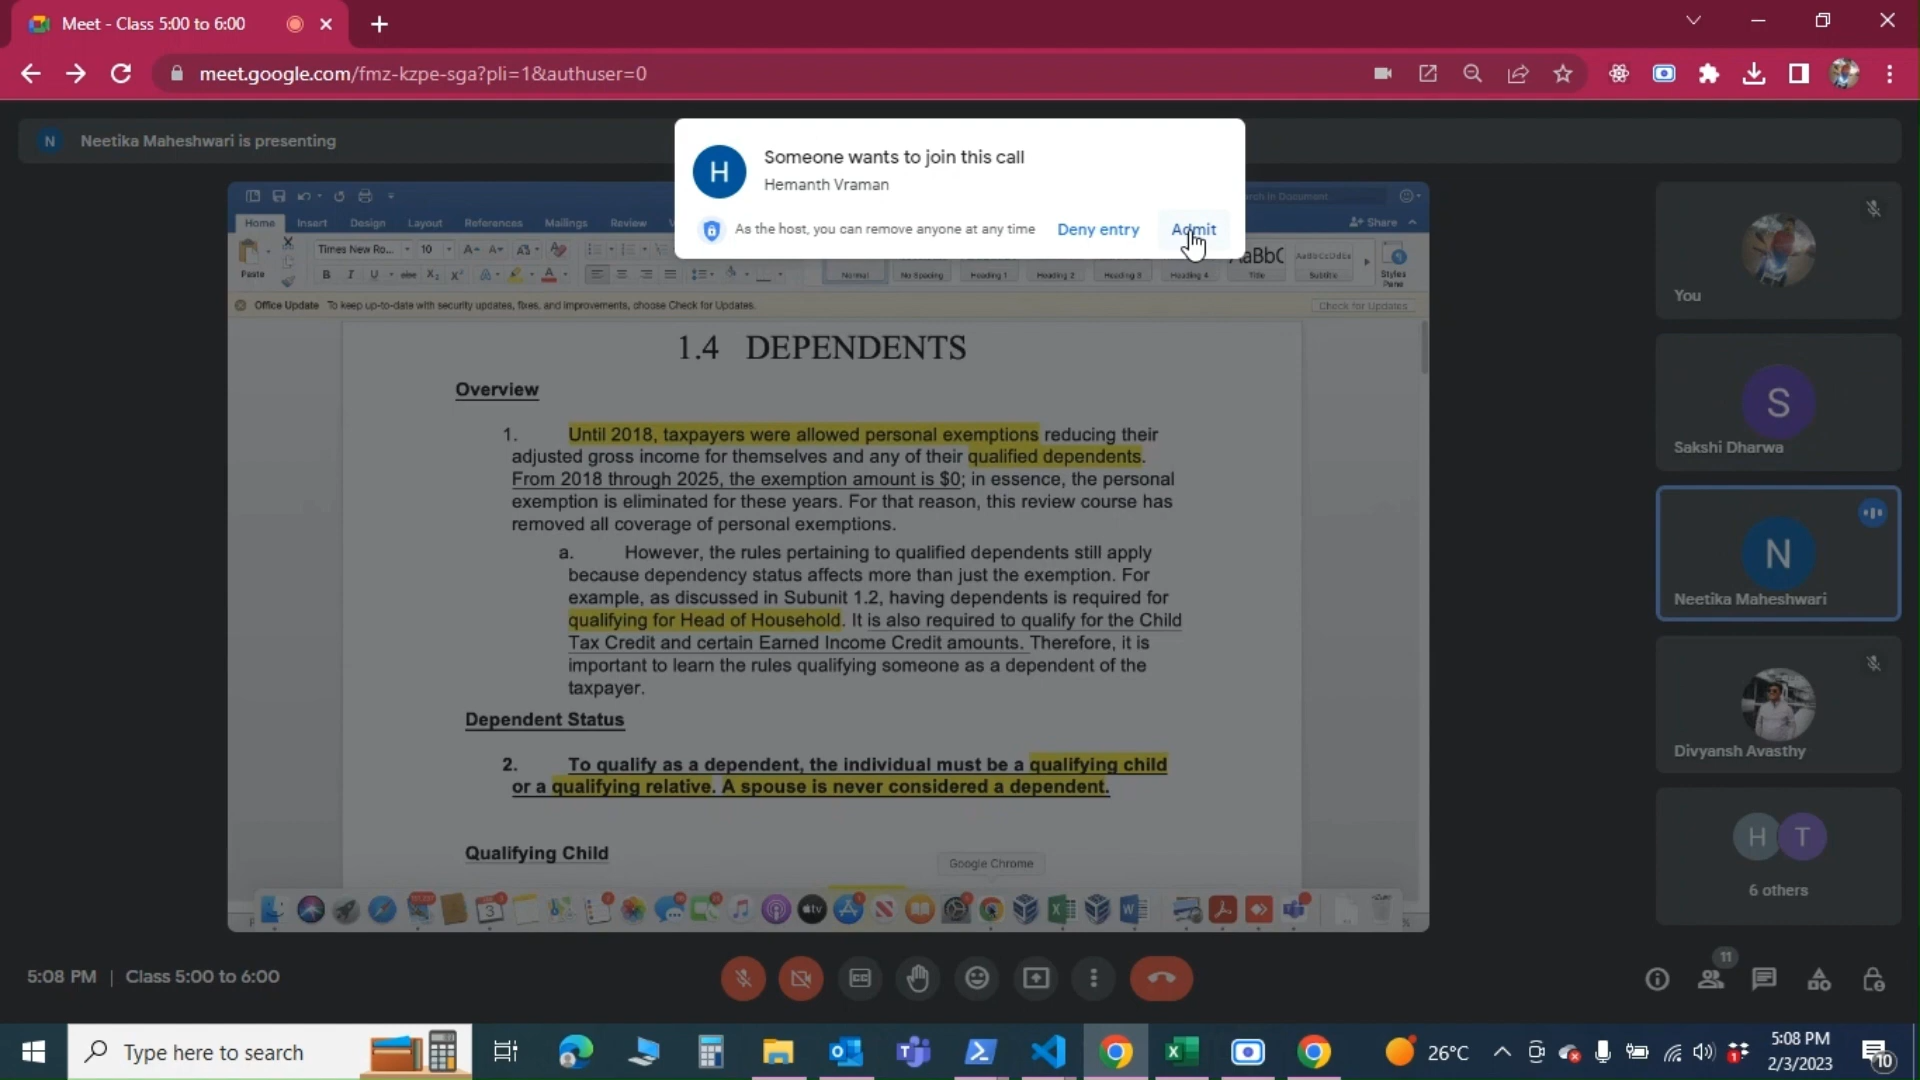 Meet - Class 5:00 to 6:00
meet.google.com/fmz-kzpe-sga?pli=1&authuser=0
N Neetika Maheshwari is presenting
H
Someone wants to join this call
Hemanth Vraman
As the host, you can remove anyone at any time
Deny entry
Admit
Home Insert Design Layout References Mailings Review
Share
Times New Ro... 10
Paste
Normal No Spacing Heading 1 Heading 2 Heading 3 Heading 4 Title Subtitle
AaBbC AaBbCcDdEe
Styles
Pane
Office Update To keep up-to-date with security updates, fixes, and improvements, choose Check for Updates.
Check for Updates
1.4 DEPENDENTS
Overview
1. Until 2018, taxpayers were allowed personal exemptions reducing their
adjusted gross income for themselves and any of their qualified dependents.
From 2018 through 2025, the exemption amount is $0; in essence, the personal
exemption is eliminated for these years. For that reason, this review course has
removed all coverage of personal exemptions.
a. However, the rules pertaining to qualified dependents still apply
because dependency status affects more than just the exemption. For
example, as discussed in Subunit 1.2, having dependents is required for
qualifying for Head of Household. It is also required to qualify for the Child
Tax Credit and certain Earned Income Credit amounts. Therefore, it is
important to learn the rules qualifying someone as a dependent of the
taxpayer.
Dependent Status
2. To qualify as a dependent, the individual must be a qualifying child
or a qualifying relative. A spouse is never considered a dependent.
Qualifying Child
Google Chrome
You
S
Sakshi Dharwa
N
Neetika Maheshwari
Divyansh Avasthy
H T
6 others
5:08 PM | Class 5:00 to 6:00
11
Type here to search
26°C
5:08 PM
2/3/2023
10